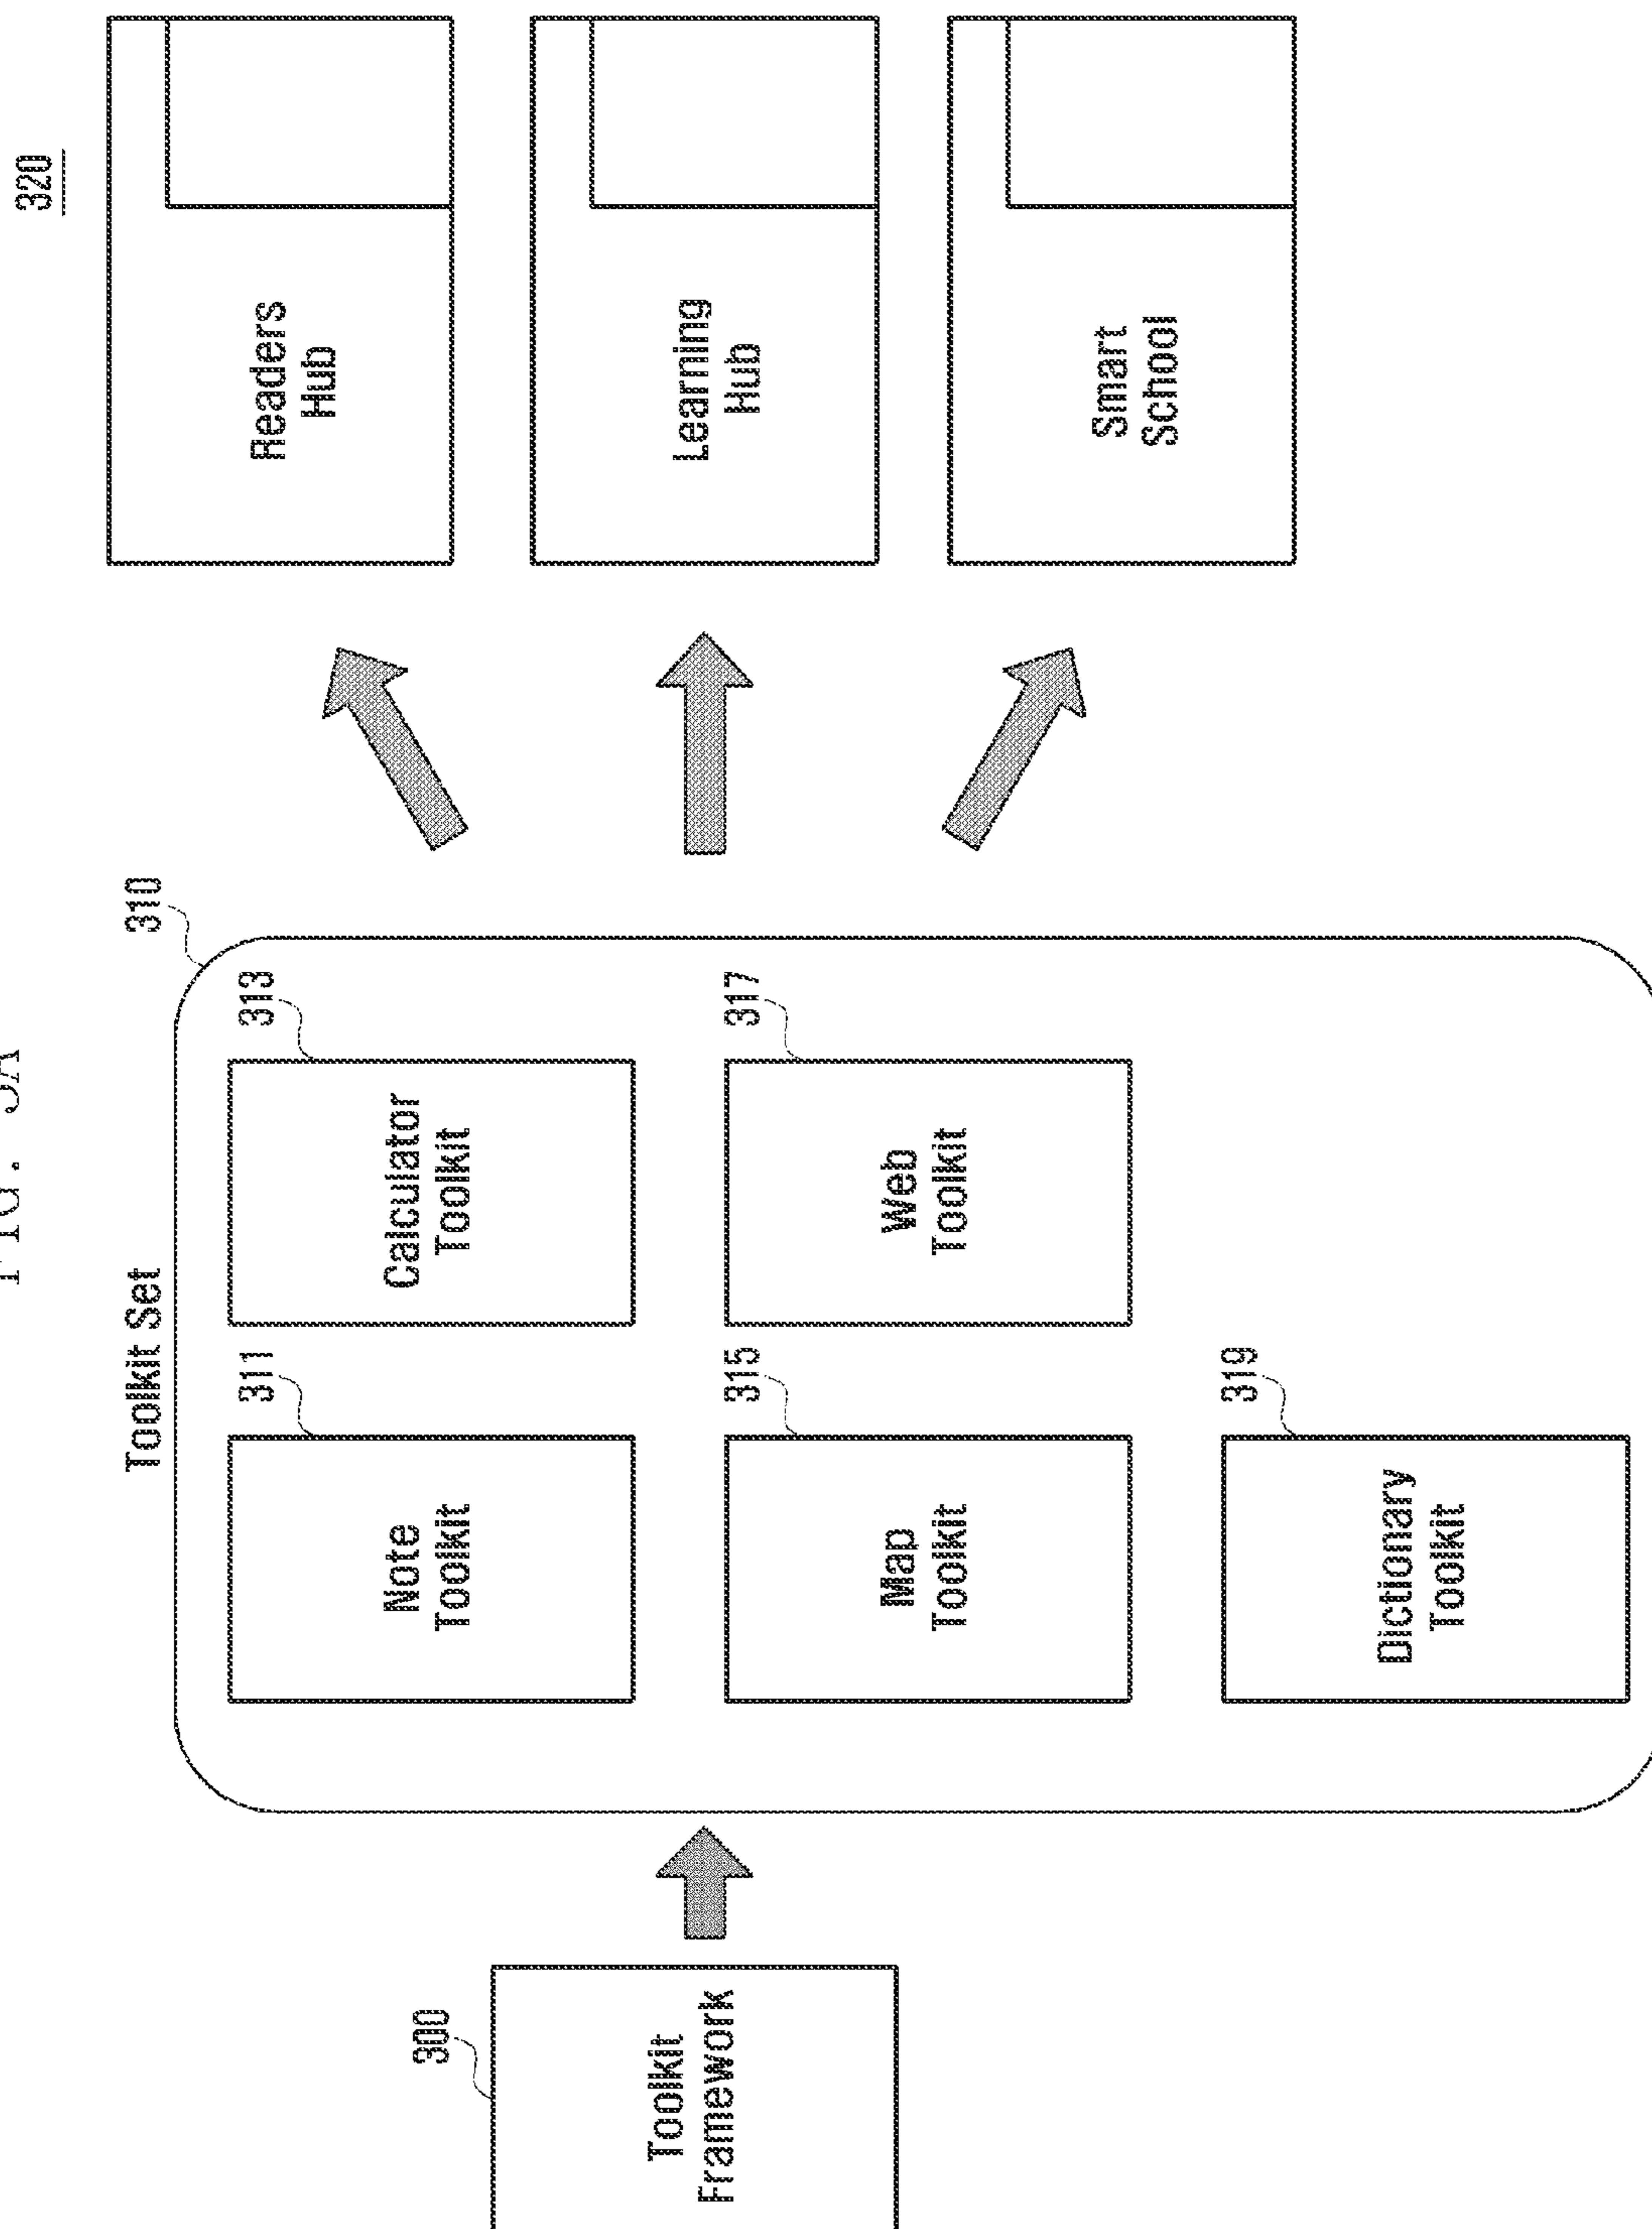 FIG. 3A
320
Toolkit Set
310
300
Toolkit
Framework
311
Note
Toolkit
313
Calculator
Toolkit
315
Map
Toolkit
317
Web
Toolkit
319
Dictionary
Toolkit
Readers
Hub
Learning
Hub
Smart
School